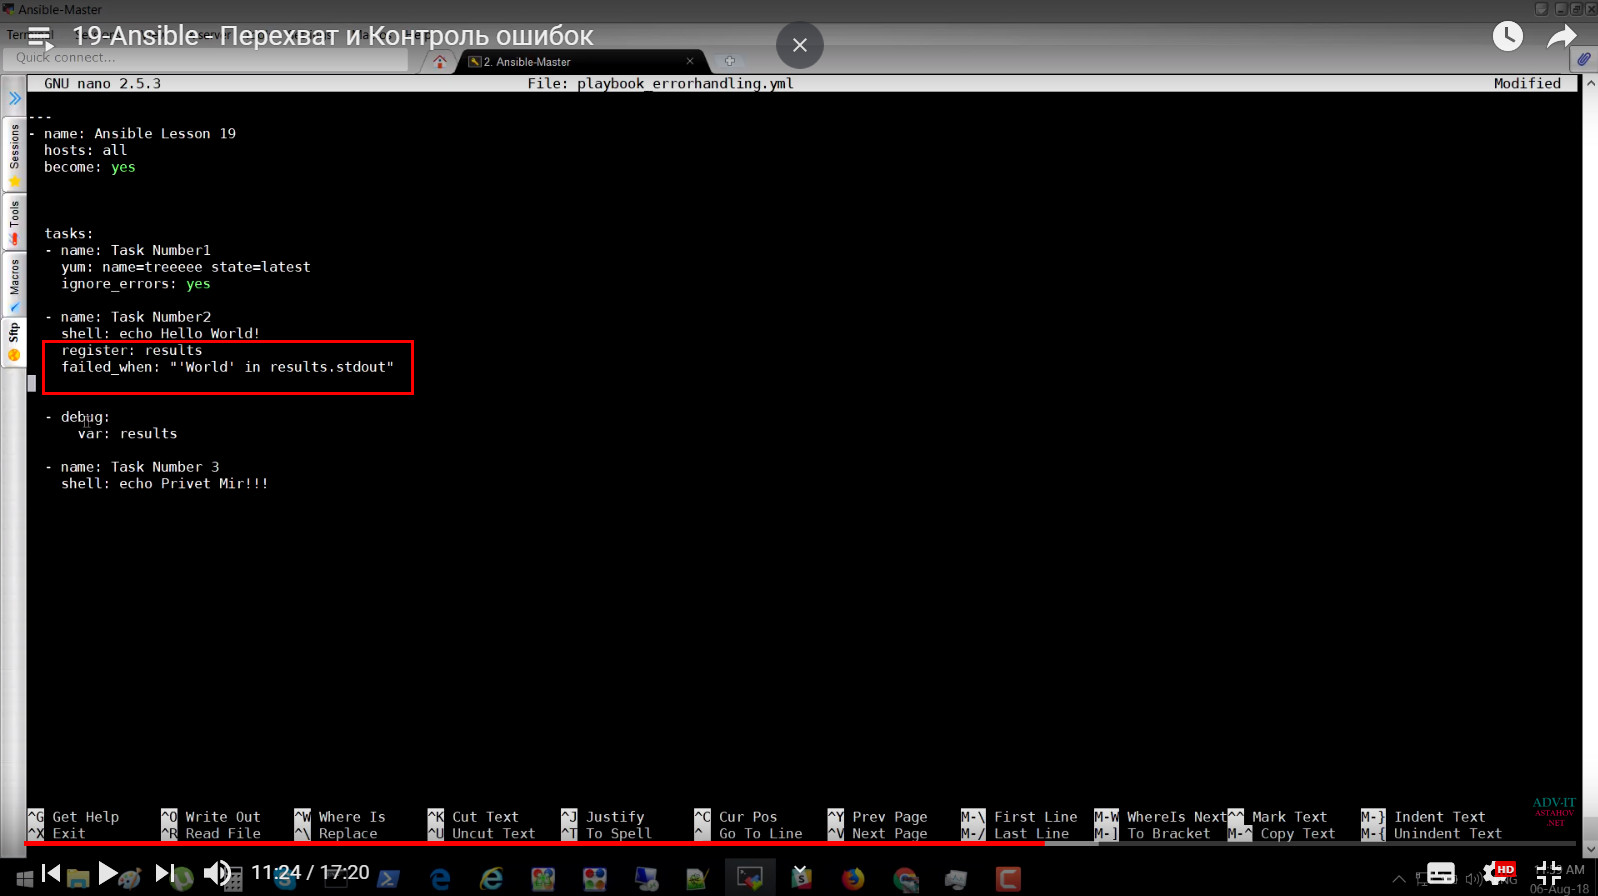 Ansible-Master
19-Ansible - Перехват и Контроль ошибок
Quick connect...
2. Ansible-Master
GNU nano 2.5.3 File: playbook_errorhandling.yml Modified
Sessions
Tools
Macros
Sftp
---
- name: Ansible Lesson 19
hosts: all
become: yes
tasks:
- name: Task Number1
yum: name=treeeee state=latest
ignore_errors: yes
- name: Task Number2
shell: echo Hello World!
register: results
failed_when: "'World' in results.stdout"
- debug:
var: results
- name: Task Number 3
shell: echo Privet Mir!!!
^G Get Help ^O Write Out ^W Where Is ^K Cut Text ^J Justify ^C Cur Pos ^Y Prev Page M-\ First Line M-W WhereIs Next ^^ Mark Text M-} Indent Text
^X Exit ^R Read File ^\ Replace ^U Uncut Text ^T To Spell ^_ Go To Line ^V Next Page M-/ Last Line M-] To Bracket M-^ Copy Text M-{ Unindent Text
ADV-IT
ASTAHOV
.NET
11:24 / 17:20
HD
06-Aug-18